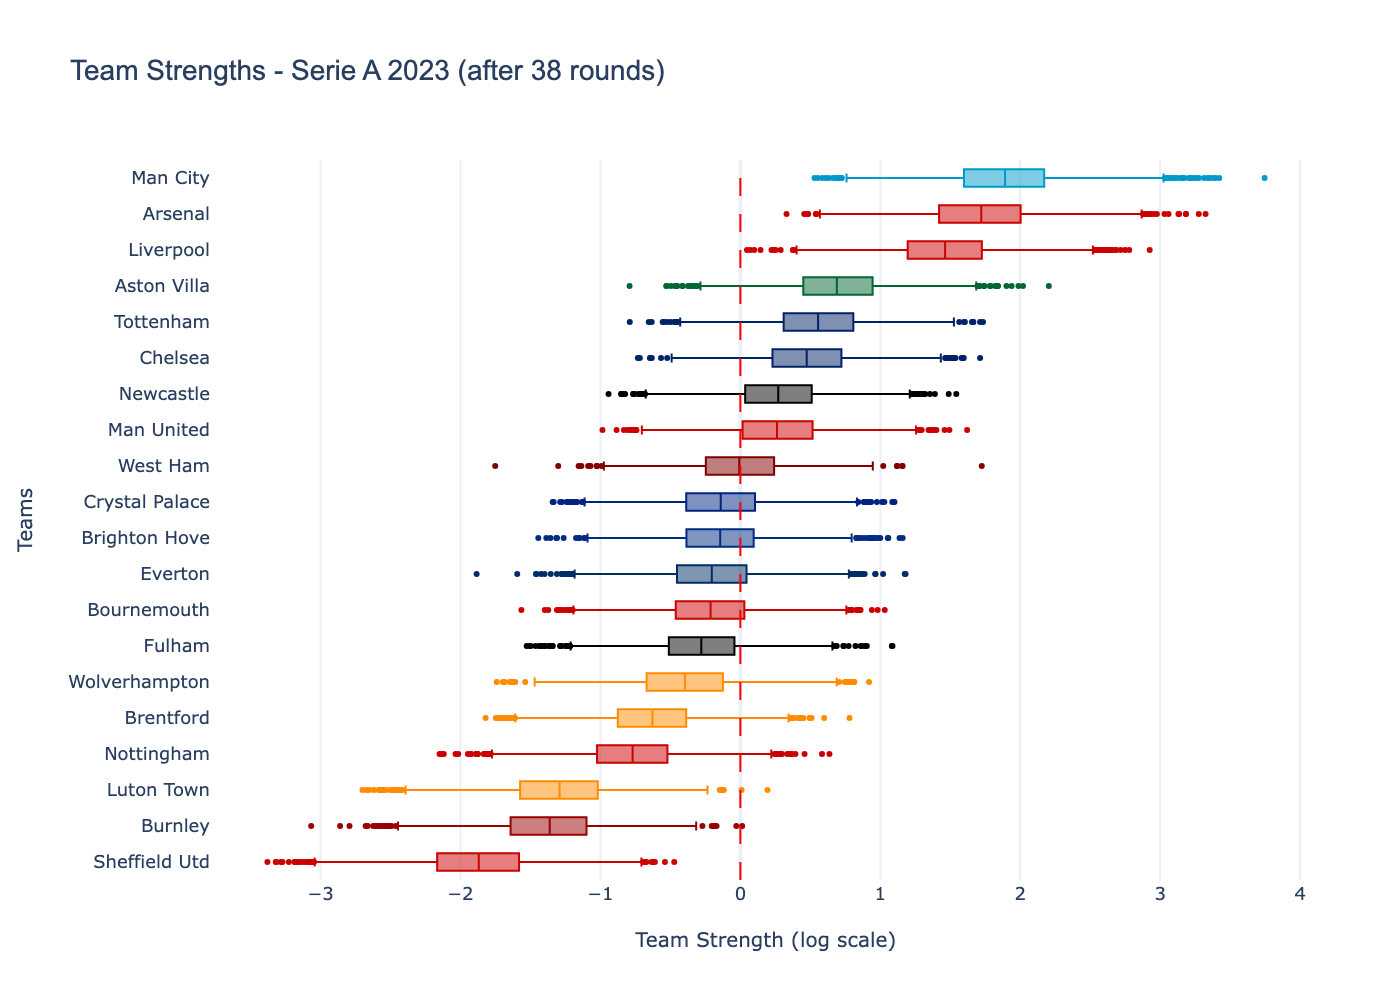 Team Strengths - Serie A 2023 (after 38 rounds)
Man City
Arsenal
Liverpool
Aston Villa
Tottenham
Chelsea
Newcastle
Man United
West Ham
Crystal Palace
Brighton Hove
Everton
Bournemouth
Fulham
Wolverhampton
Brentford
Nottingham
Luton Town
Burnley
Sheffield Utd
Teams
−3 −2 −1 0 1 2 3 4
Team Strength (log scale)